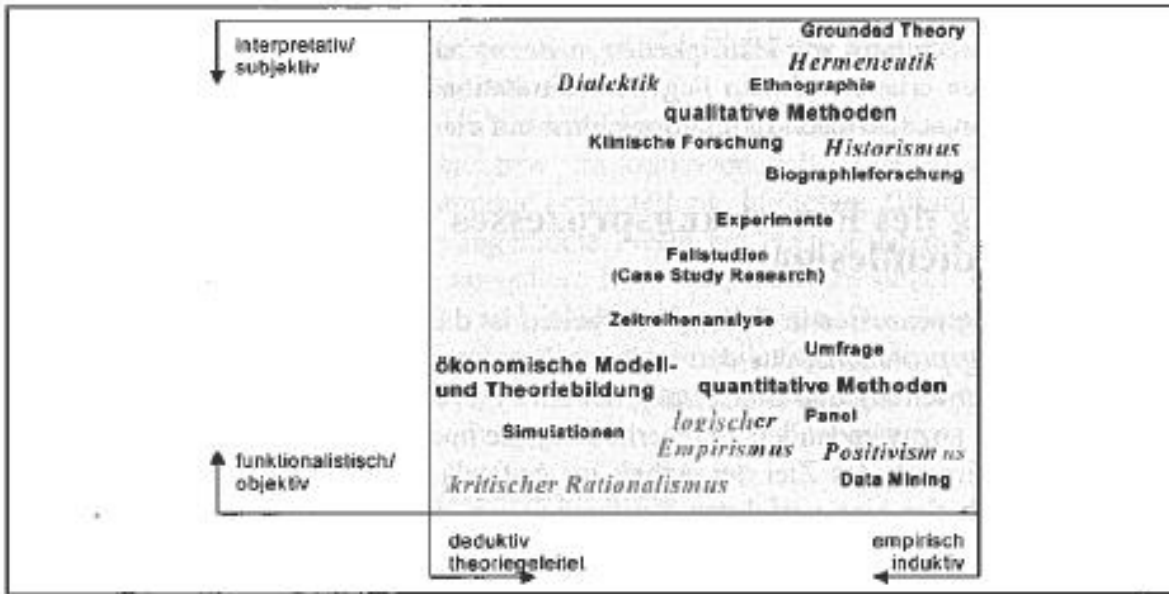 interpretativ/
subjektiv
Grounded Theory
Hermeneutik
Dialektik
Ethnographie
qualitative Methoden
Klinische Forschung
Historismus
Biographieforschung
Experimente
Fallstudien
(Case Study Research)
Zeitreihenanalyse
Umfrage
ökonomische Modell-
und Theoriebildung
quantitative Methoden
logischer
Empirismus
Panel
Simulationen
Positivismus
funktionalistisch/
objektiv
kritischer Rationalismus
Data Mining
deduktiv
theoriegeleitet
empirisch
induktiv